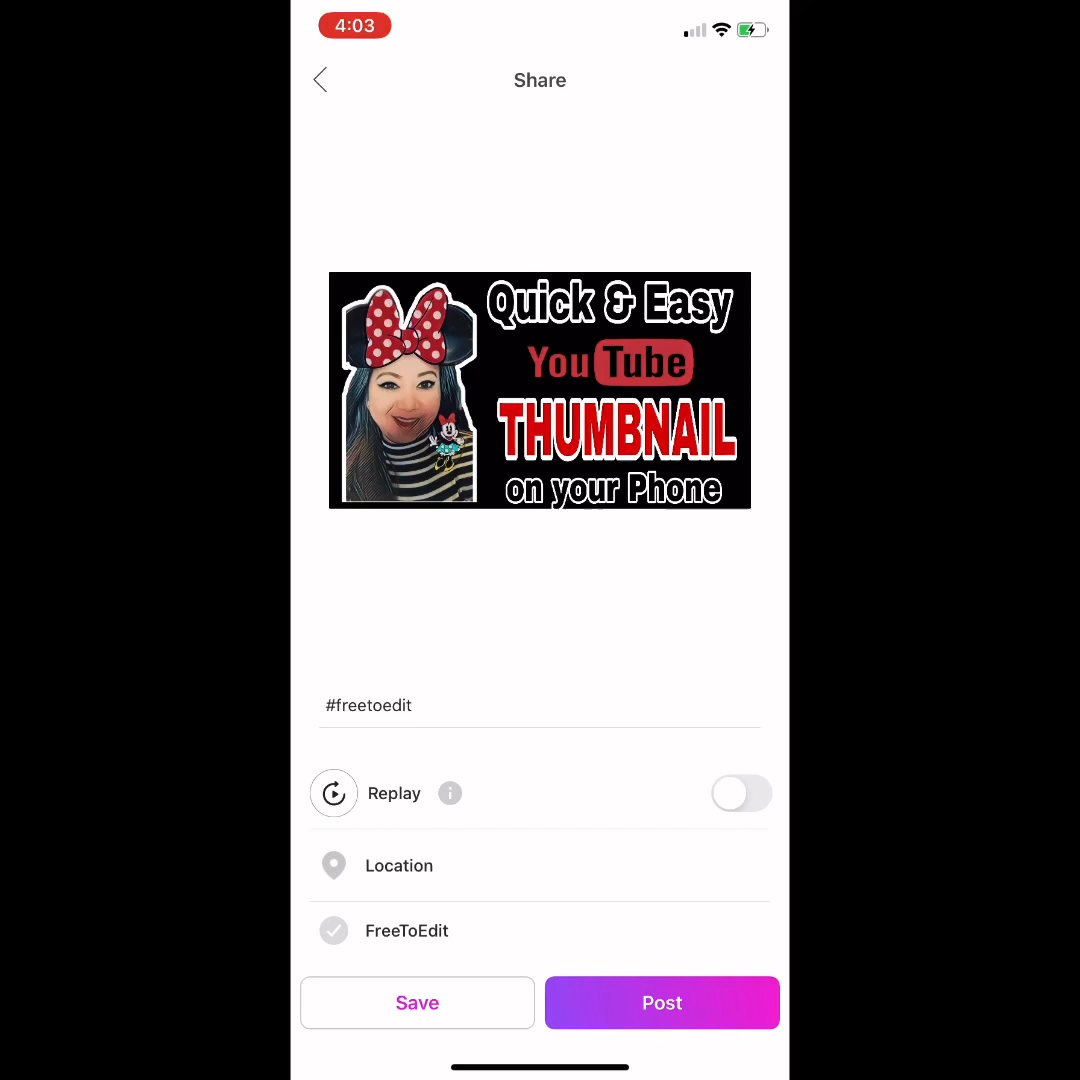 4:03
Share
Quick & Easy
YouTube
THUMBNAIL
on your Phone
#freetoedit
Replay
Location
FreeToEdit
Save
Post